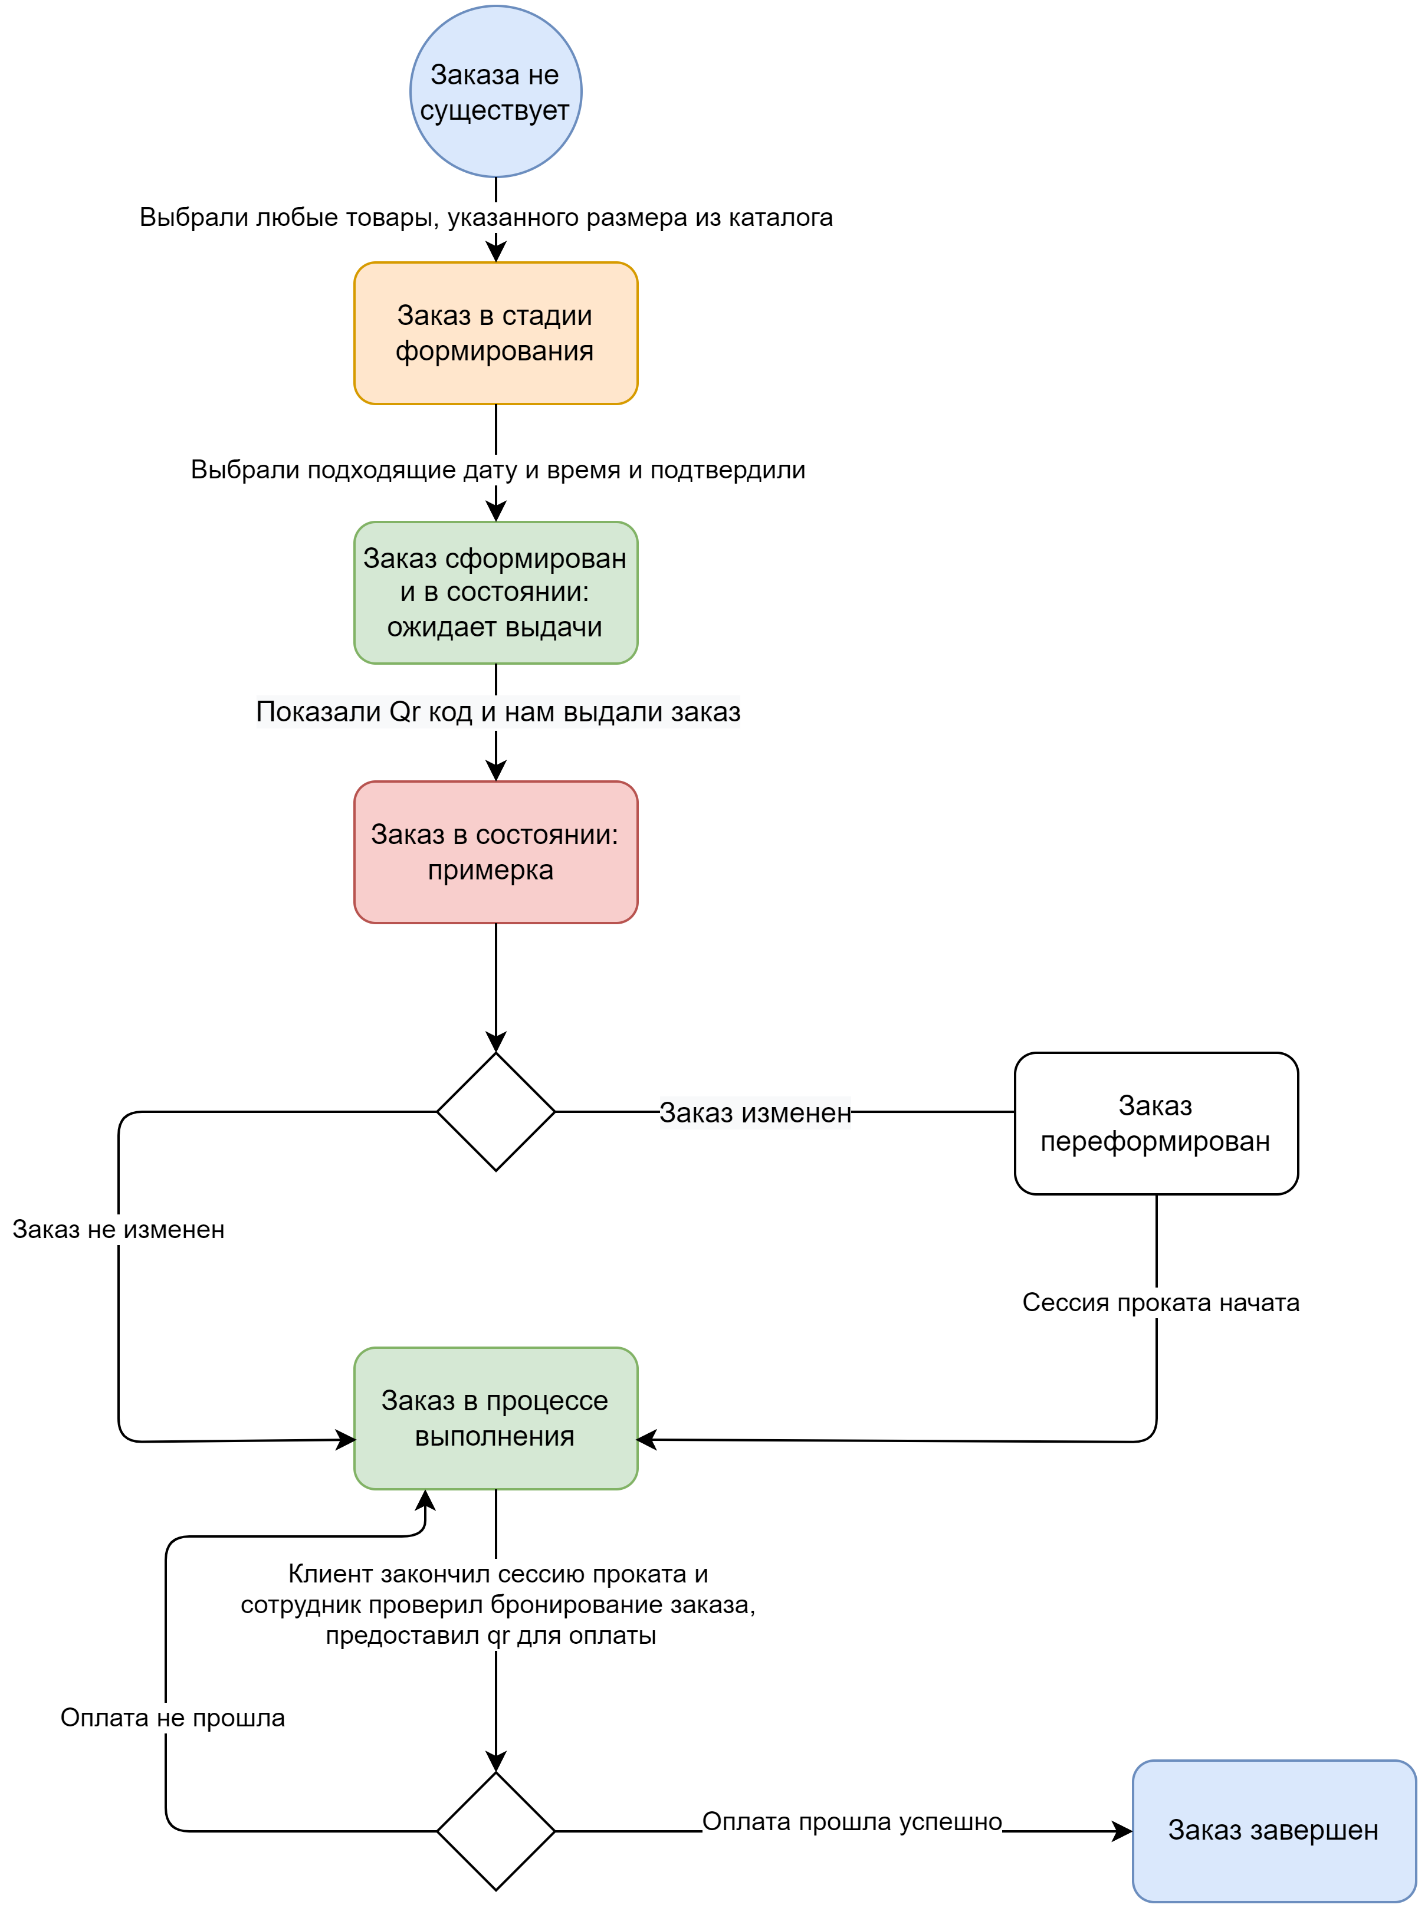 Заказа не
существует
Выбрали любые товары, указанного размера из каталога
Заказ в стадии
формирования
Выбрали подходящие дату и время и подтвердили
Заказ сформирован
и в состоянии:
ожидает выдачи
Показали Qr код и нам выдали заказ
Заказ в состоянии:
примерка
Заказ изменен
Заказ
переформирован
Заказ не изменен
Сессия проката начата
Заказ в процессе
выполнения
Клиент закончил сессию проката и
сотрудник проверил бронирование заказа,
предоставил qr для оплаты
Оплата не прошла
Оплата прошла успешно
Заказ завершен